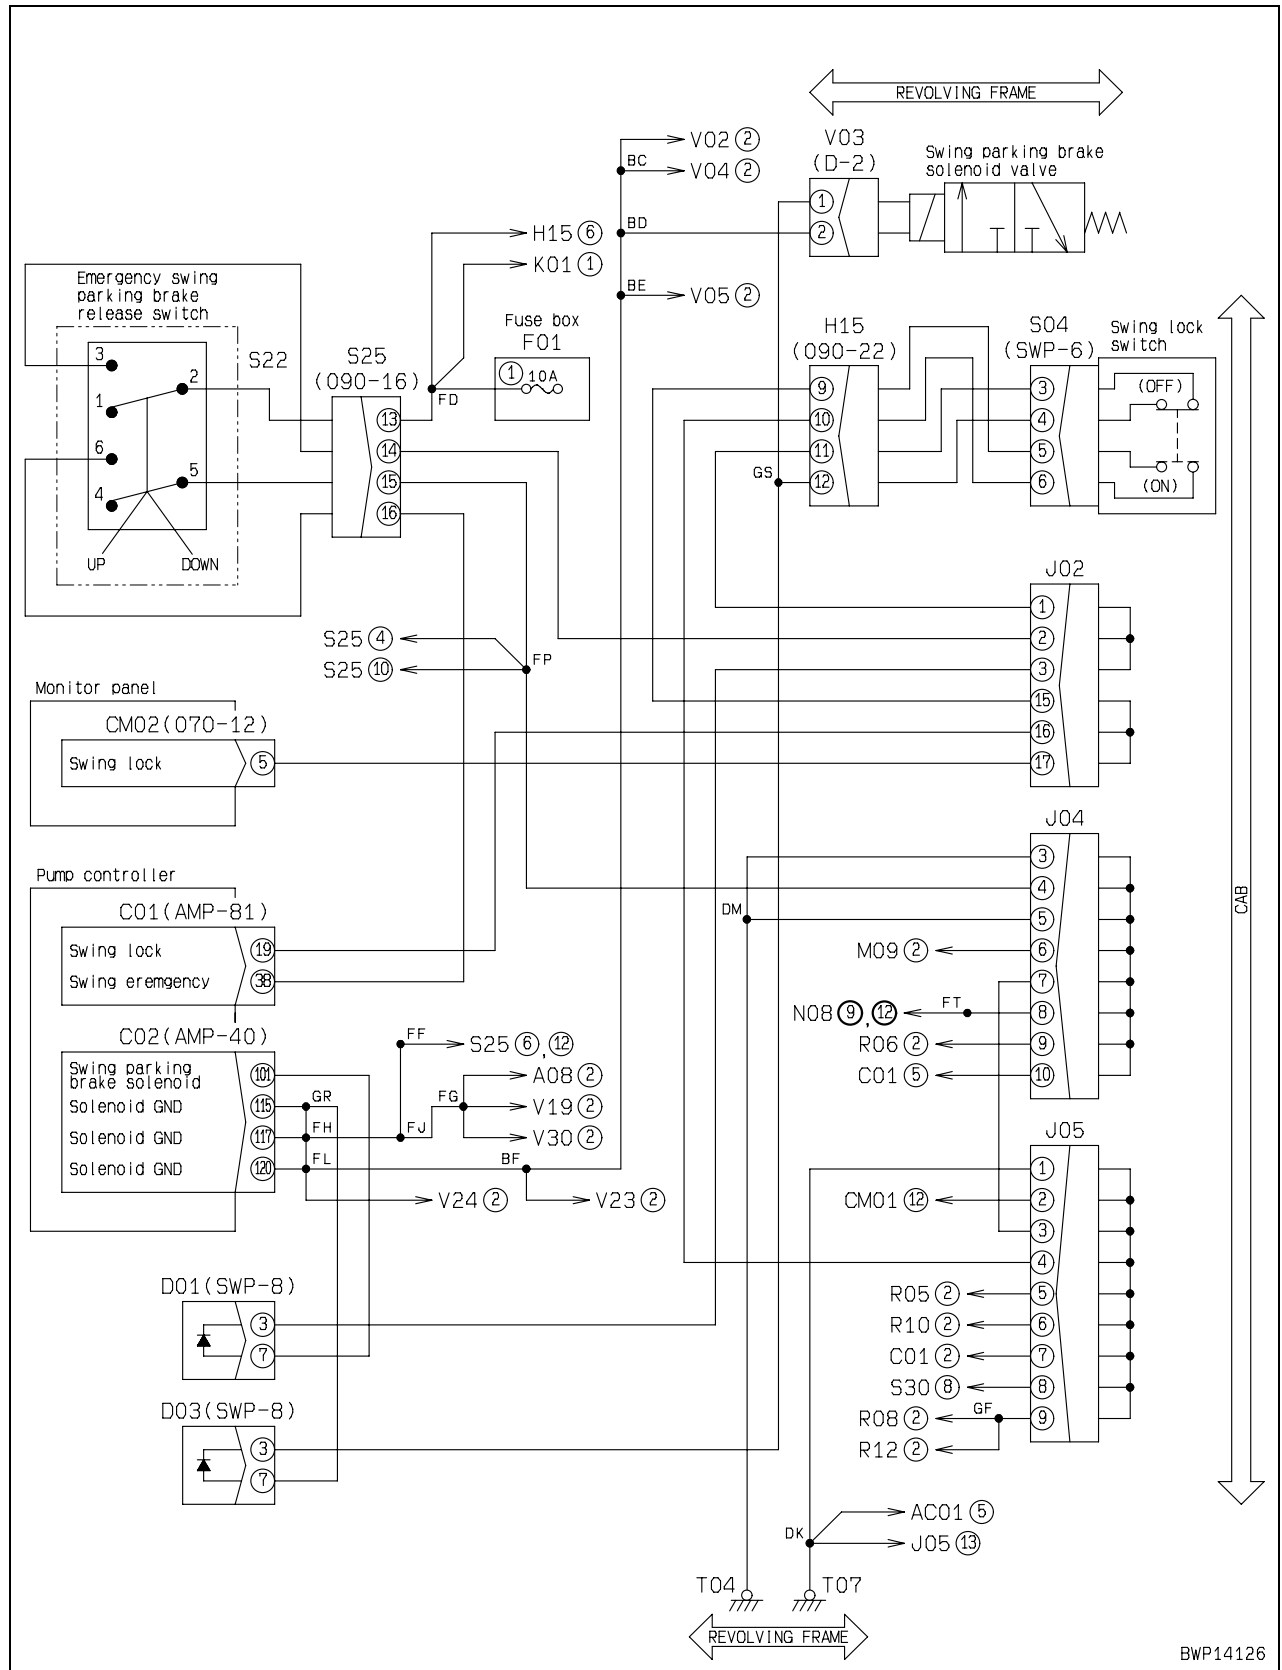 REVOLVING FRAME
V02 2
V03
(D-2)
Swing parking brake
solenoid valve
BC
V04 2
1
BD
2
H15 6
K01 1
BE
V05 2
Emergency swing
parking brake
release switch
Fuse box
F01
H15
(090-22)
S04
(SWP-6)
Swing lock
switch
S22
S25
(090-16)
3
2
1
6
5
4
UP
DOWN
1 10A
FD
13
14
15
16
9
10
11
12
GS
3
4
5
6
(OFF)
(ON)
J02
1
2
3
15
16
17
S25 4
S25 10
FP
Monitor panel
CM02(070-12)
Swing lock
5
J04
3
4
5
6
7
8
9
10
DM
M09 2
N08 9, 12
FT
R06 2
C01 5
CAB
Pump controller
C01(AMP-81)
Swing lock
19
Swing eremgency
38
C02(AMP-40)
Swing parking
brake solenoid
101
Solenoid GND
115
Solenoid GND
117
Solenoid GND
120
GR
FH
FL
FF
S25 6, 12
A08 2
FG
V19 2
FJ
V30 2
BF
V24 2
V23 2
J05
1
2
3
4
5
6
7
8
9
CM01 12
R05 2
R10 2
C01 2
S30 8
R08 2
GF
R12 2
D01(SWP-8)
3
7
D03(SWP-8)
3
7
AC01 5
DK
J05 13
T04
T07
REVOLVING FRAME
BWP14126